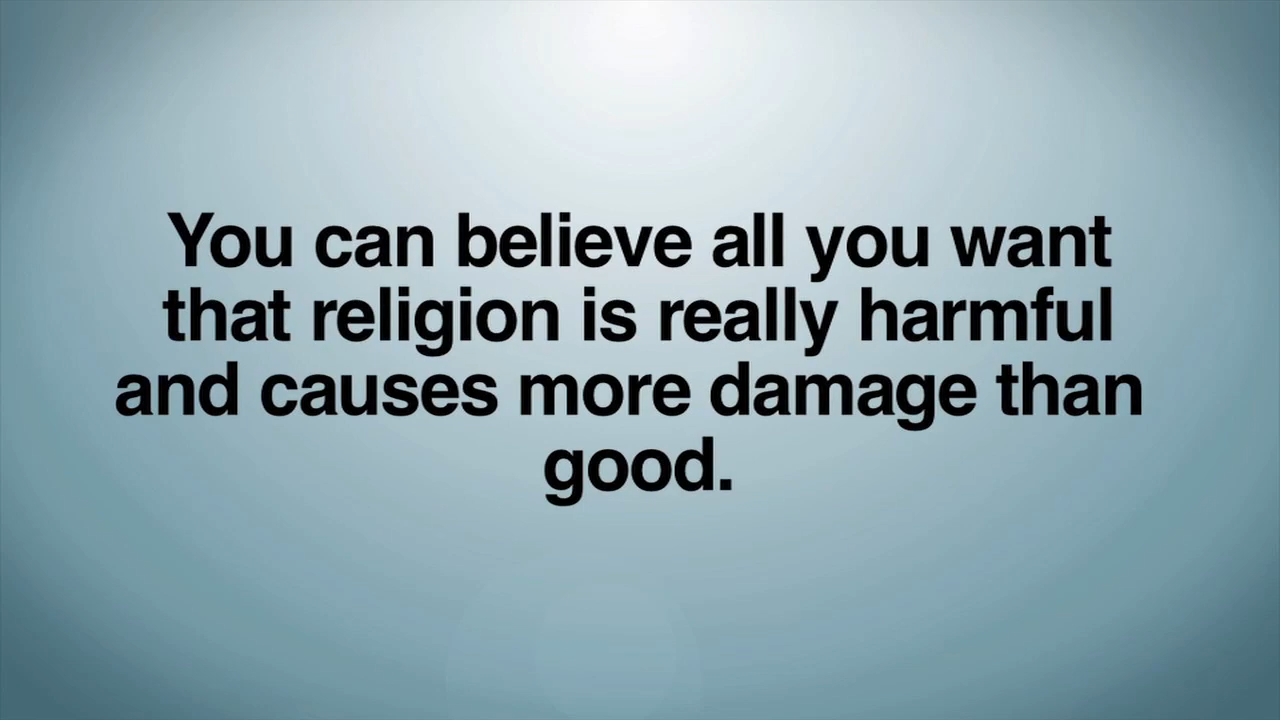 You can believe all you want
that religion is really harmful
and causes more damage than
good.